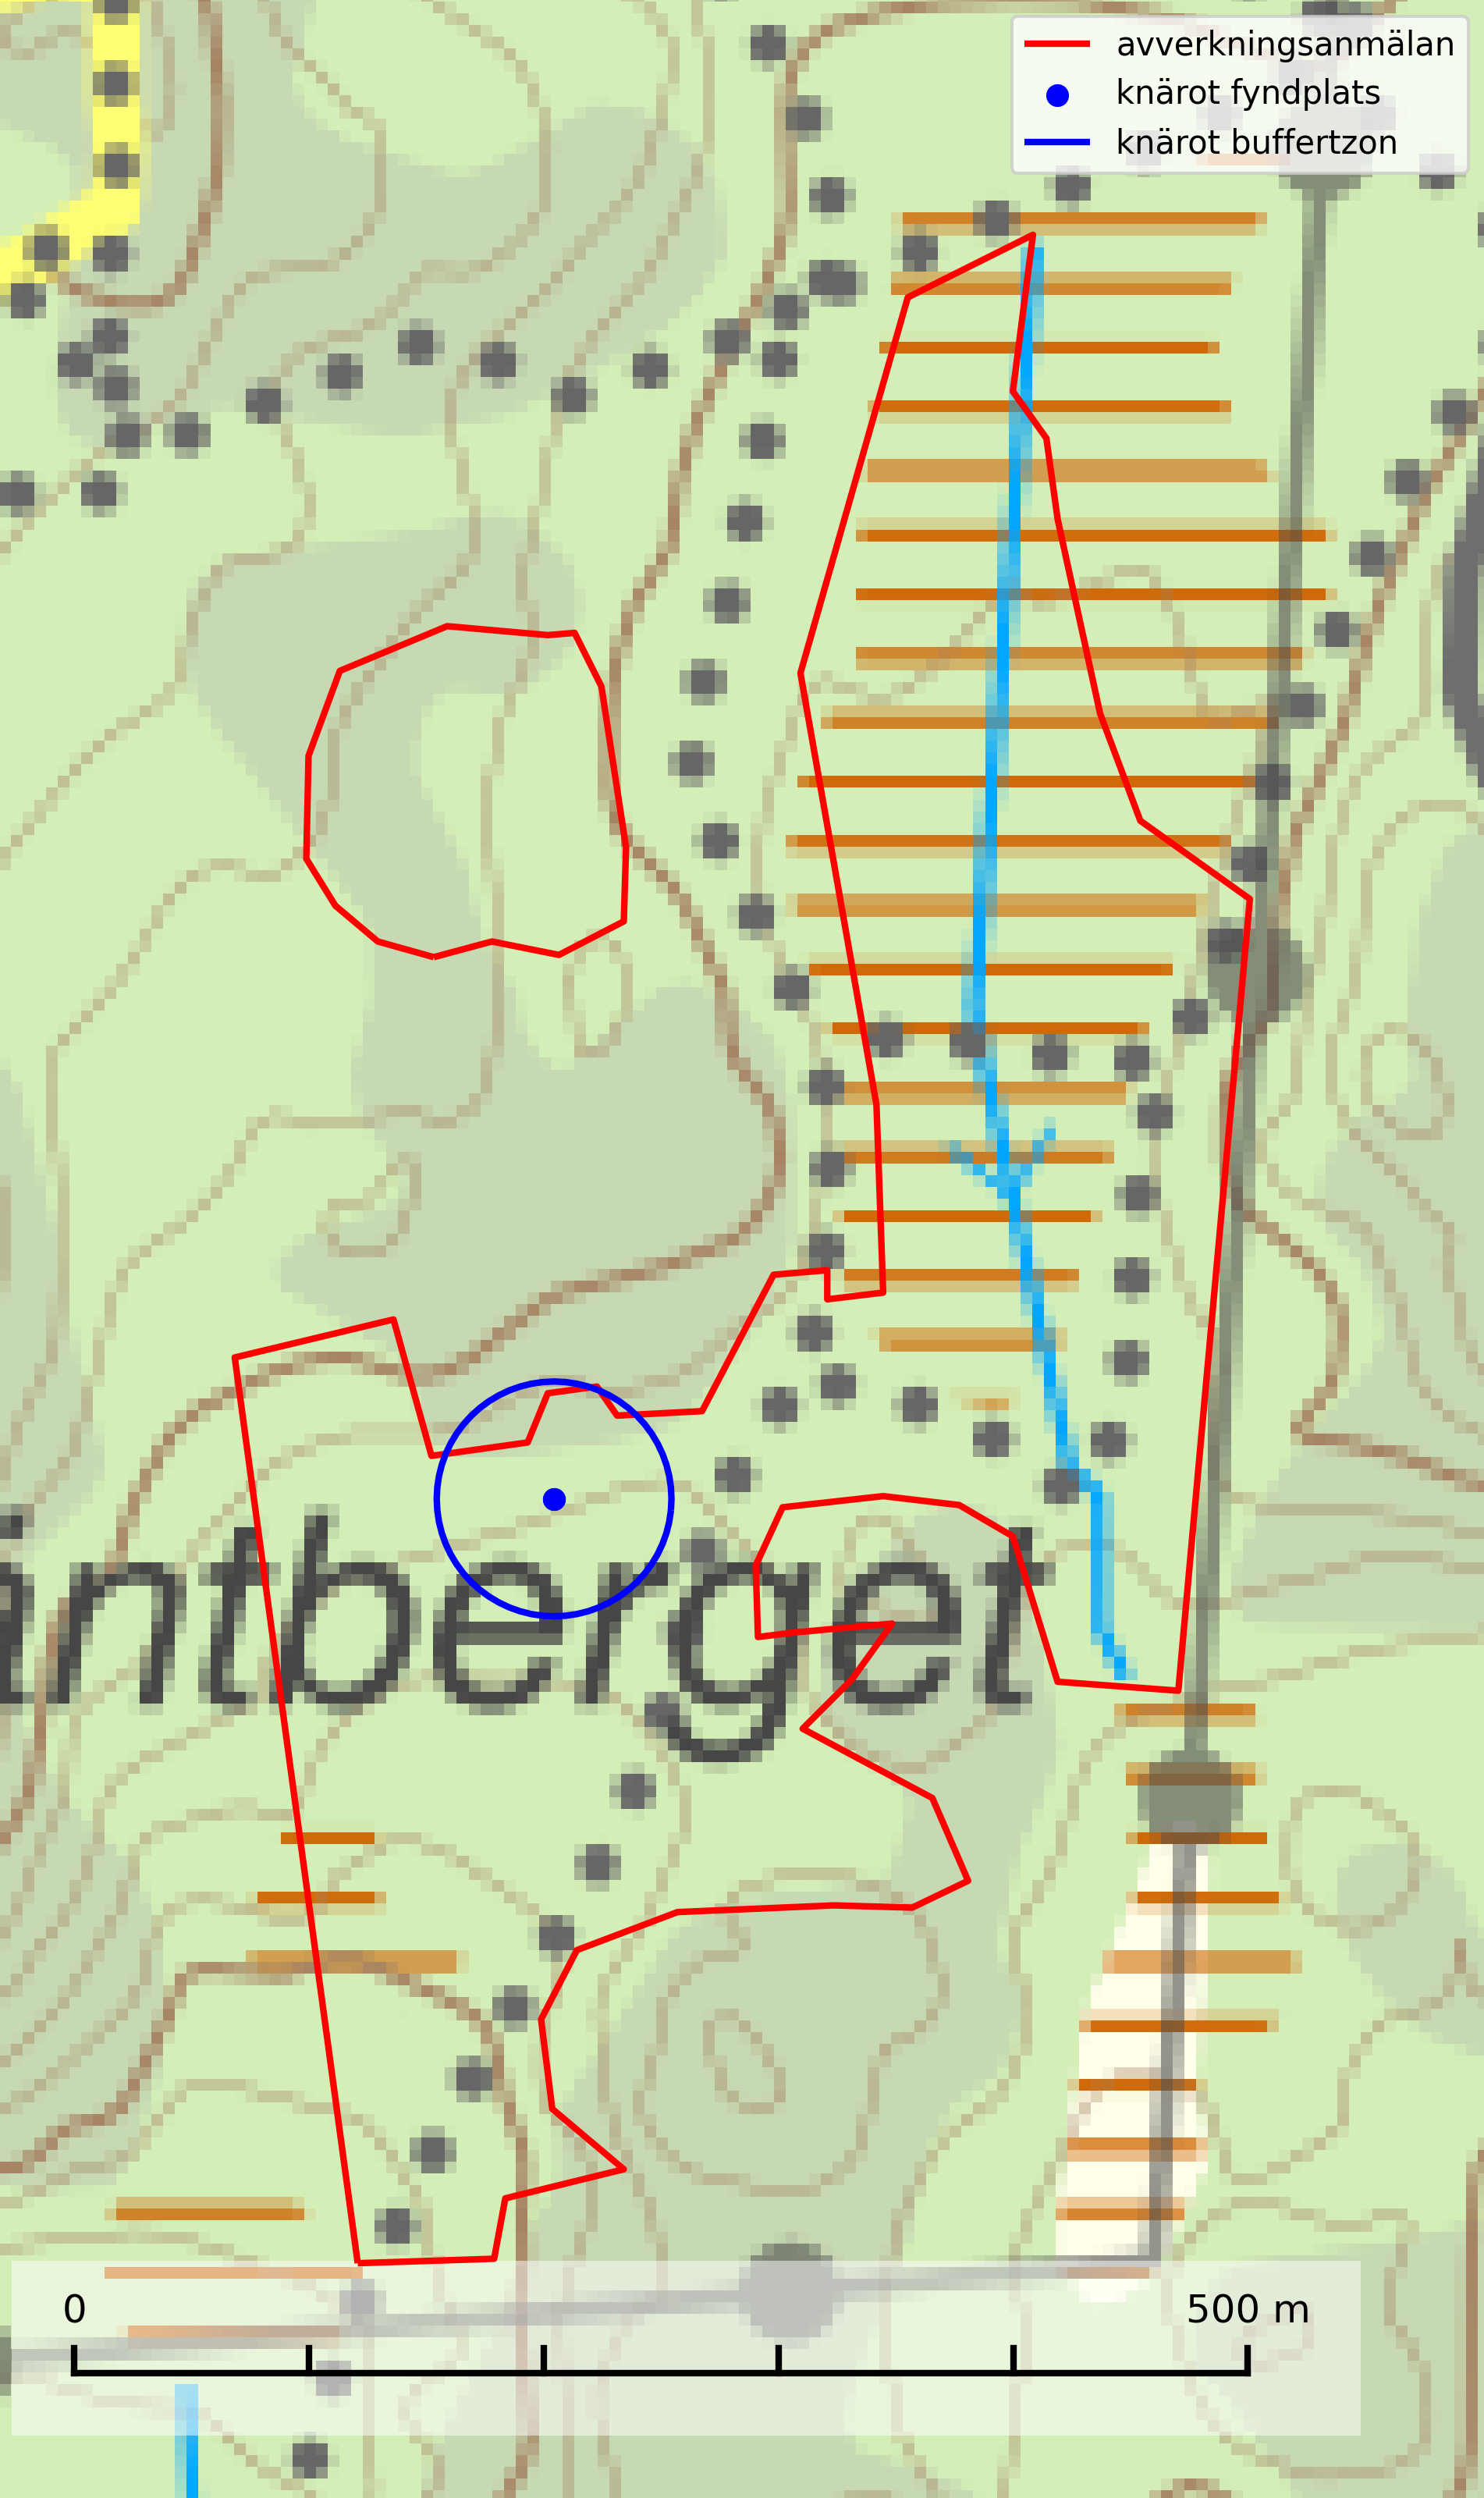 avverkningsanmälan
knärot fyndplats
knärot buffertzon
ntberget
0 500 m